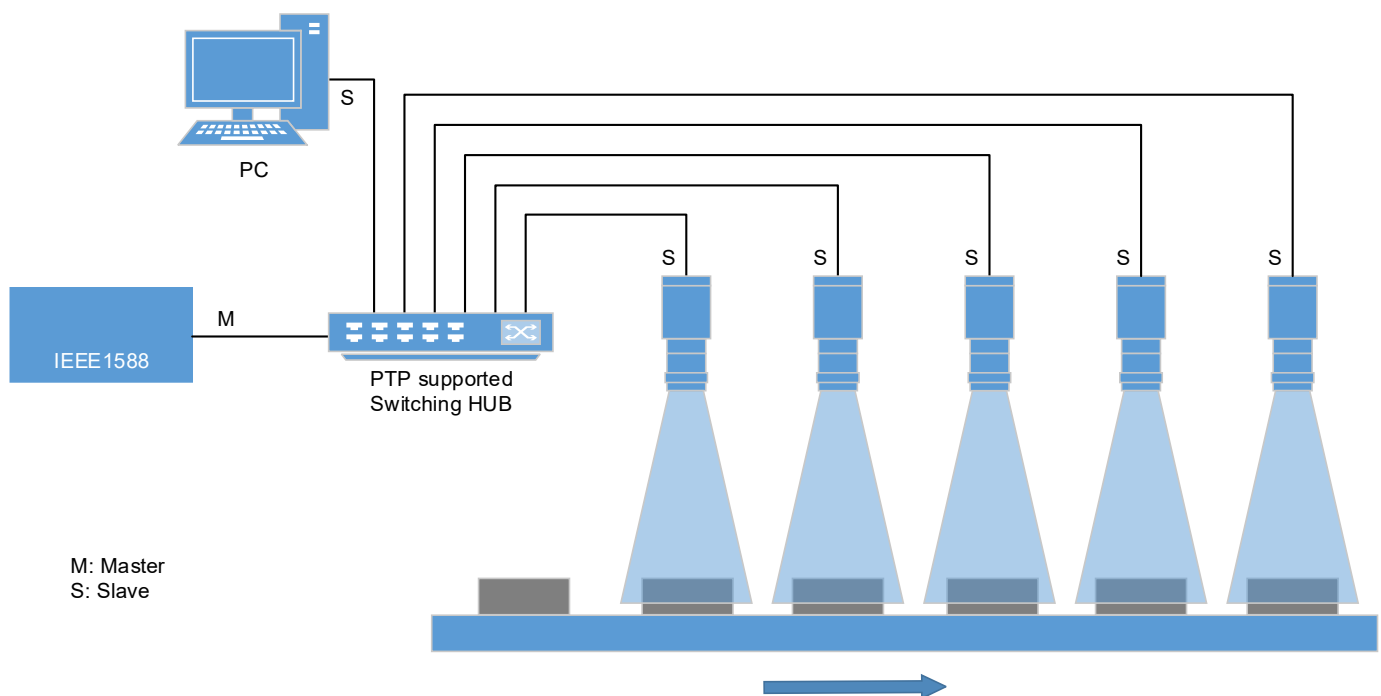 S
PC
S
S
S
S
S
M
IEEE1588
PTP supported
Switching HUB
M: Master
S: Slave